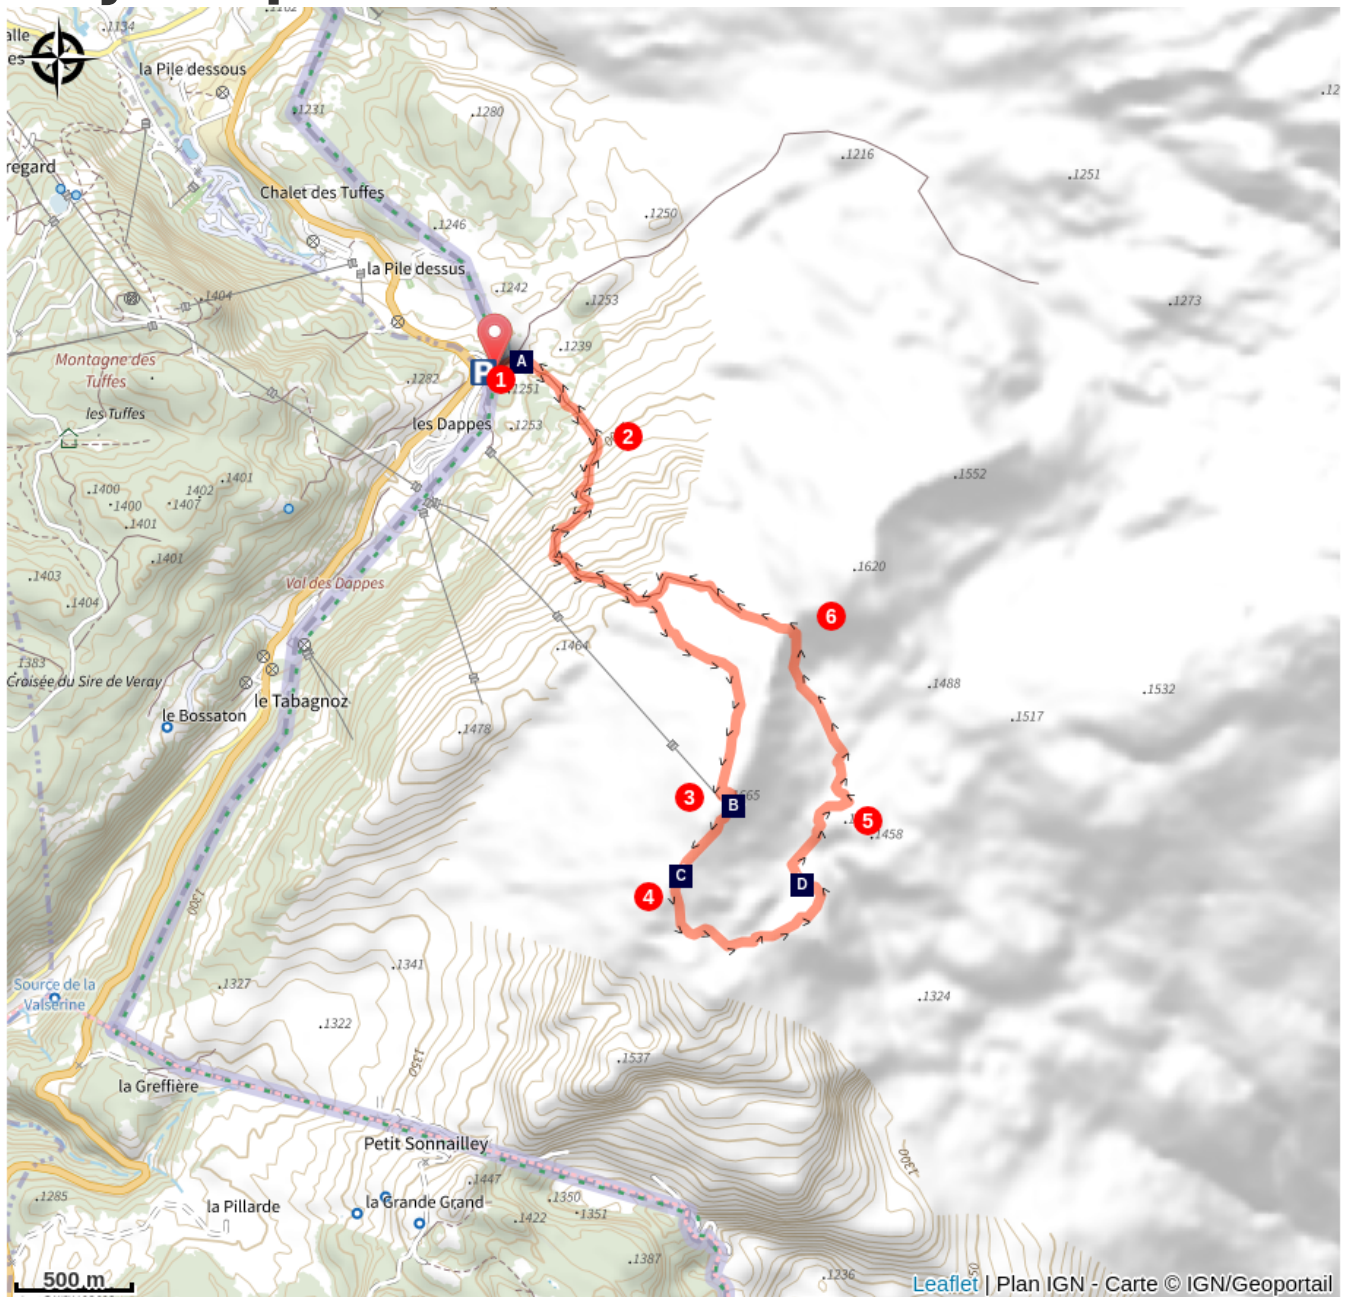 .1134
la Pile dessous
.1231
.1280
.1216
.12
.1251
regard
Chalet des Tuffes
.1250
.1246
la Pile dessus
.1242
.1253
.1273
.1404
.1239
Montagne des
Tuffes
.1282
A
P
1
.1251
les Tuffes
les Dappes
.1253
2
.1401
.1400
1402
.1400
.1407
.1401
.1552
.1401
.1403
Val des Dappes
.1620
.1404
6
.1464
.1383
Croisée du Sire de Veray
.1488
.1532
le Tabagnoz
le Bossaton
.1517
.1478
3
B
5
.1458
C
D
4
1300
.1341
Source de la
Valserine
.1327
.1324
.1322
1350
.1537
la Greffière
Petit Sonnailley
1300
.1447
.1285
la Pillarde
la Grande Grand
.1350
.1351
.1422
.1387
.1236
500 m
Leaflet | Plan IGN - Carte © IGN/Geoportail